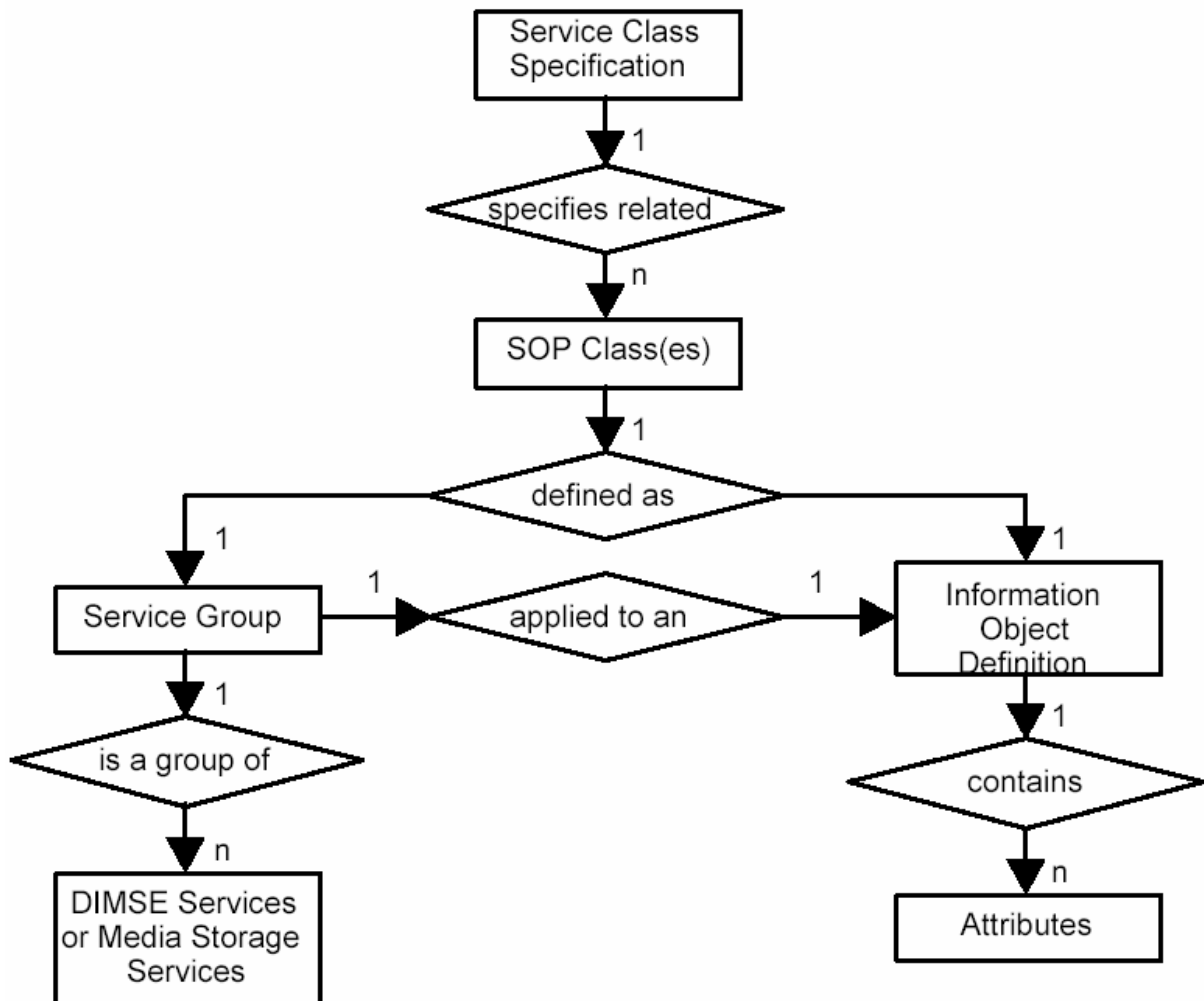 Service Class
Specification
1
specifies related
n
SOP Class(es)
1
defined as
1
1
Service Group
1
applied to an
1
Information
Object
Definition
1
1
is a group of
contains
n
n
DIMSE Services
or Media Storage
Services
Attributes